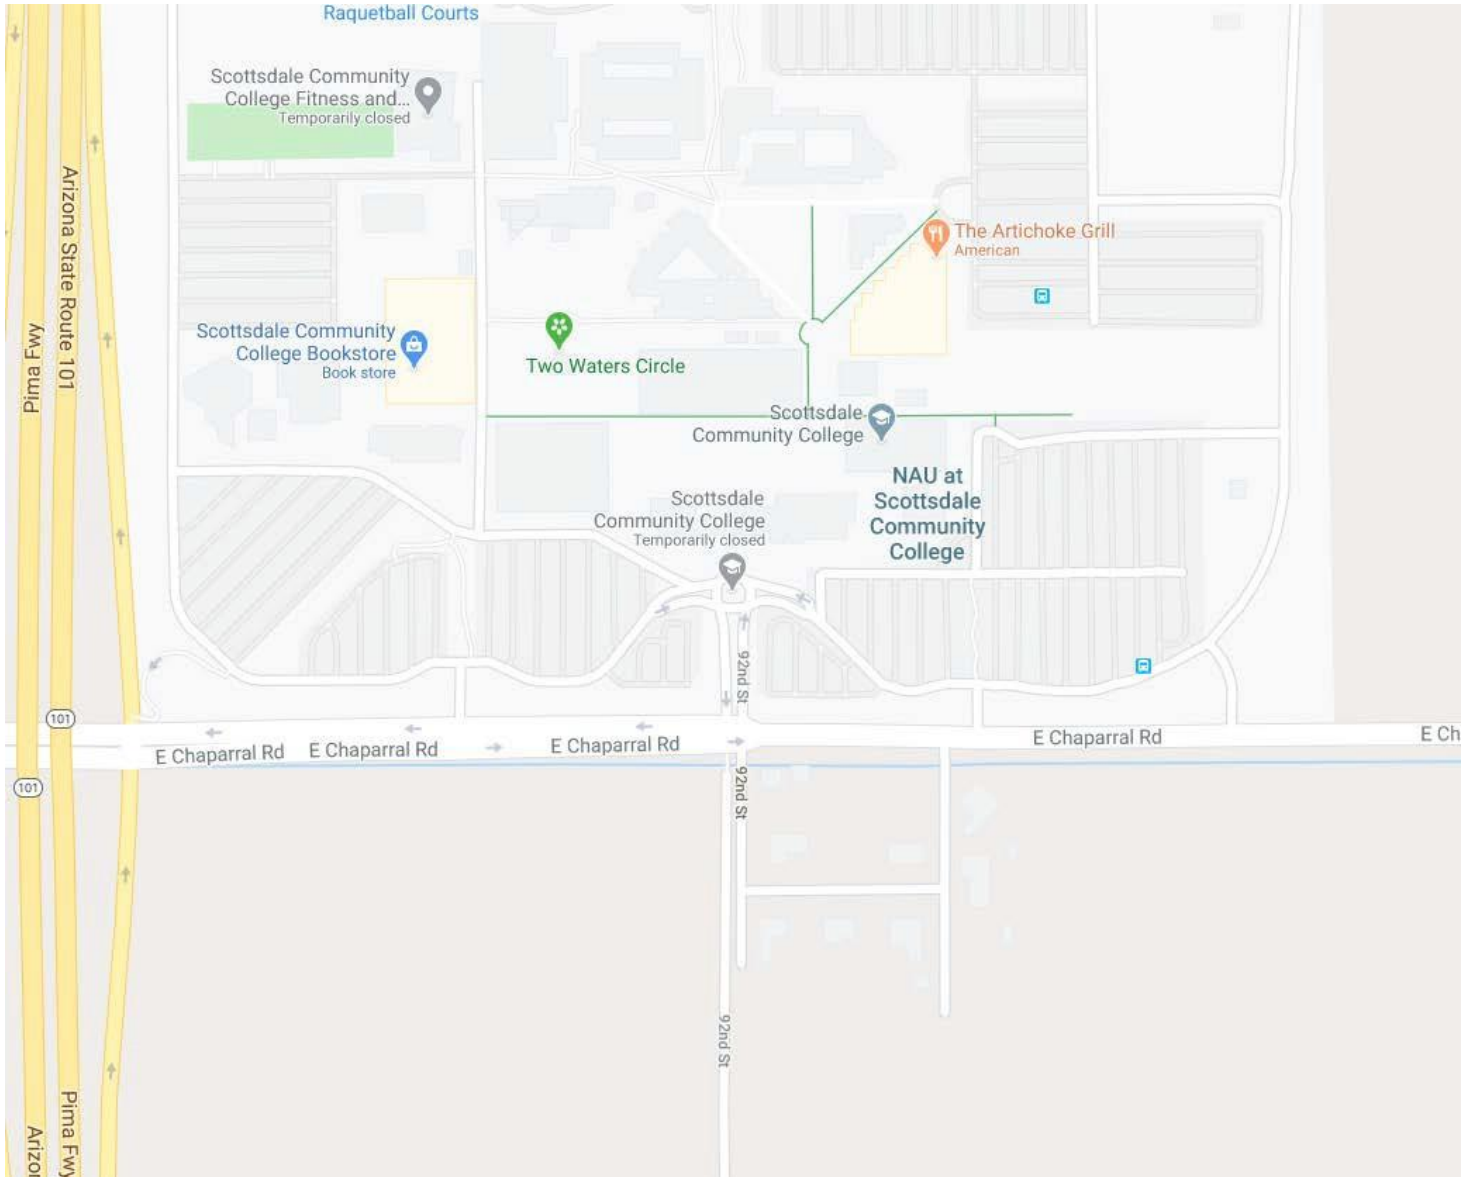 Raquetball Courts
Scottsdale Community
College Fitness and...
Temporarily closed
Arizona State Route 101
Pima Fwy
The Artichoke Grill
American
Scottsdale Community
College Bookstore
Book store
Two Waters Circle
Scottsdale
Community College
NAU at
Scottsdale
Community
College
Scottsdale
Community College
Temporarily closed
92nd St
101
E Chaparral Rd
E Chaparral Rd
E Chaparral Rd
E Chaparral Rd
E Ch
101
92nd St
92nd St
Pima Fwy
Arizo